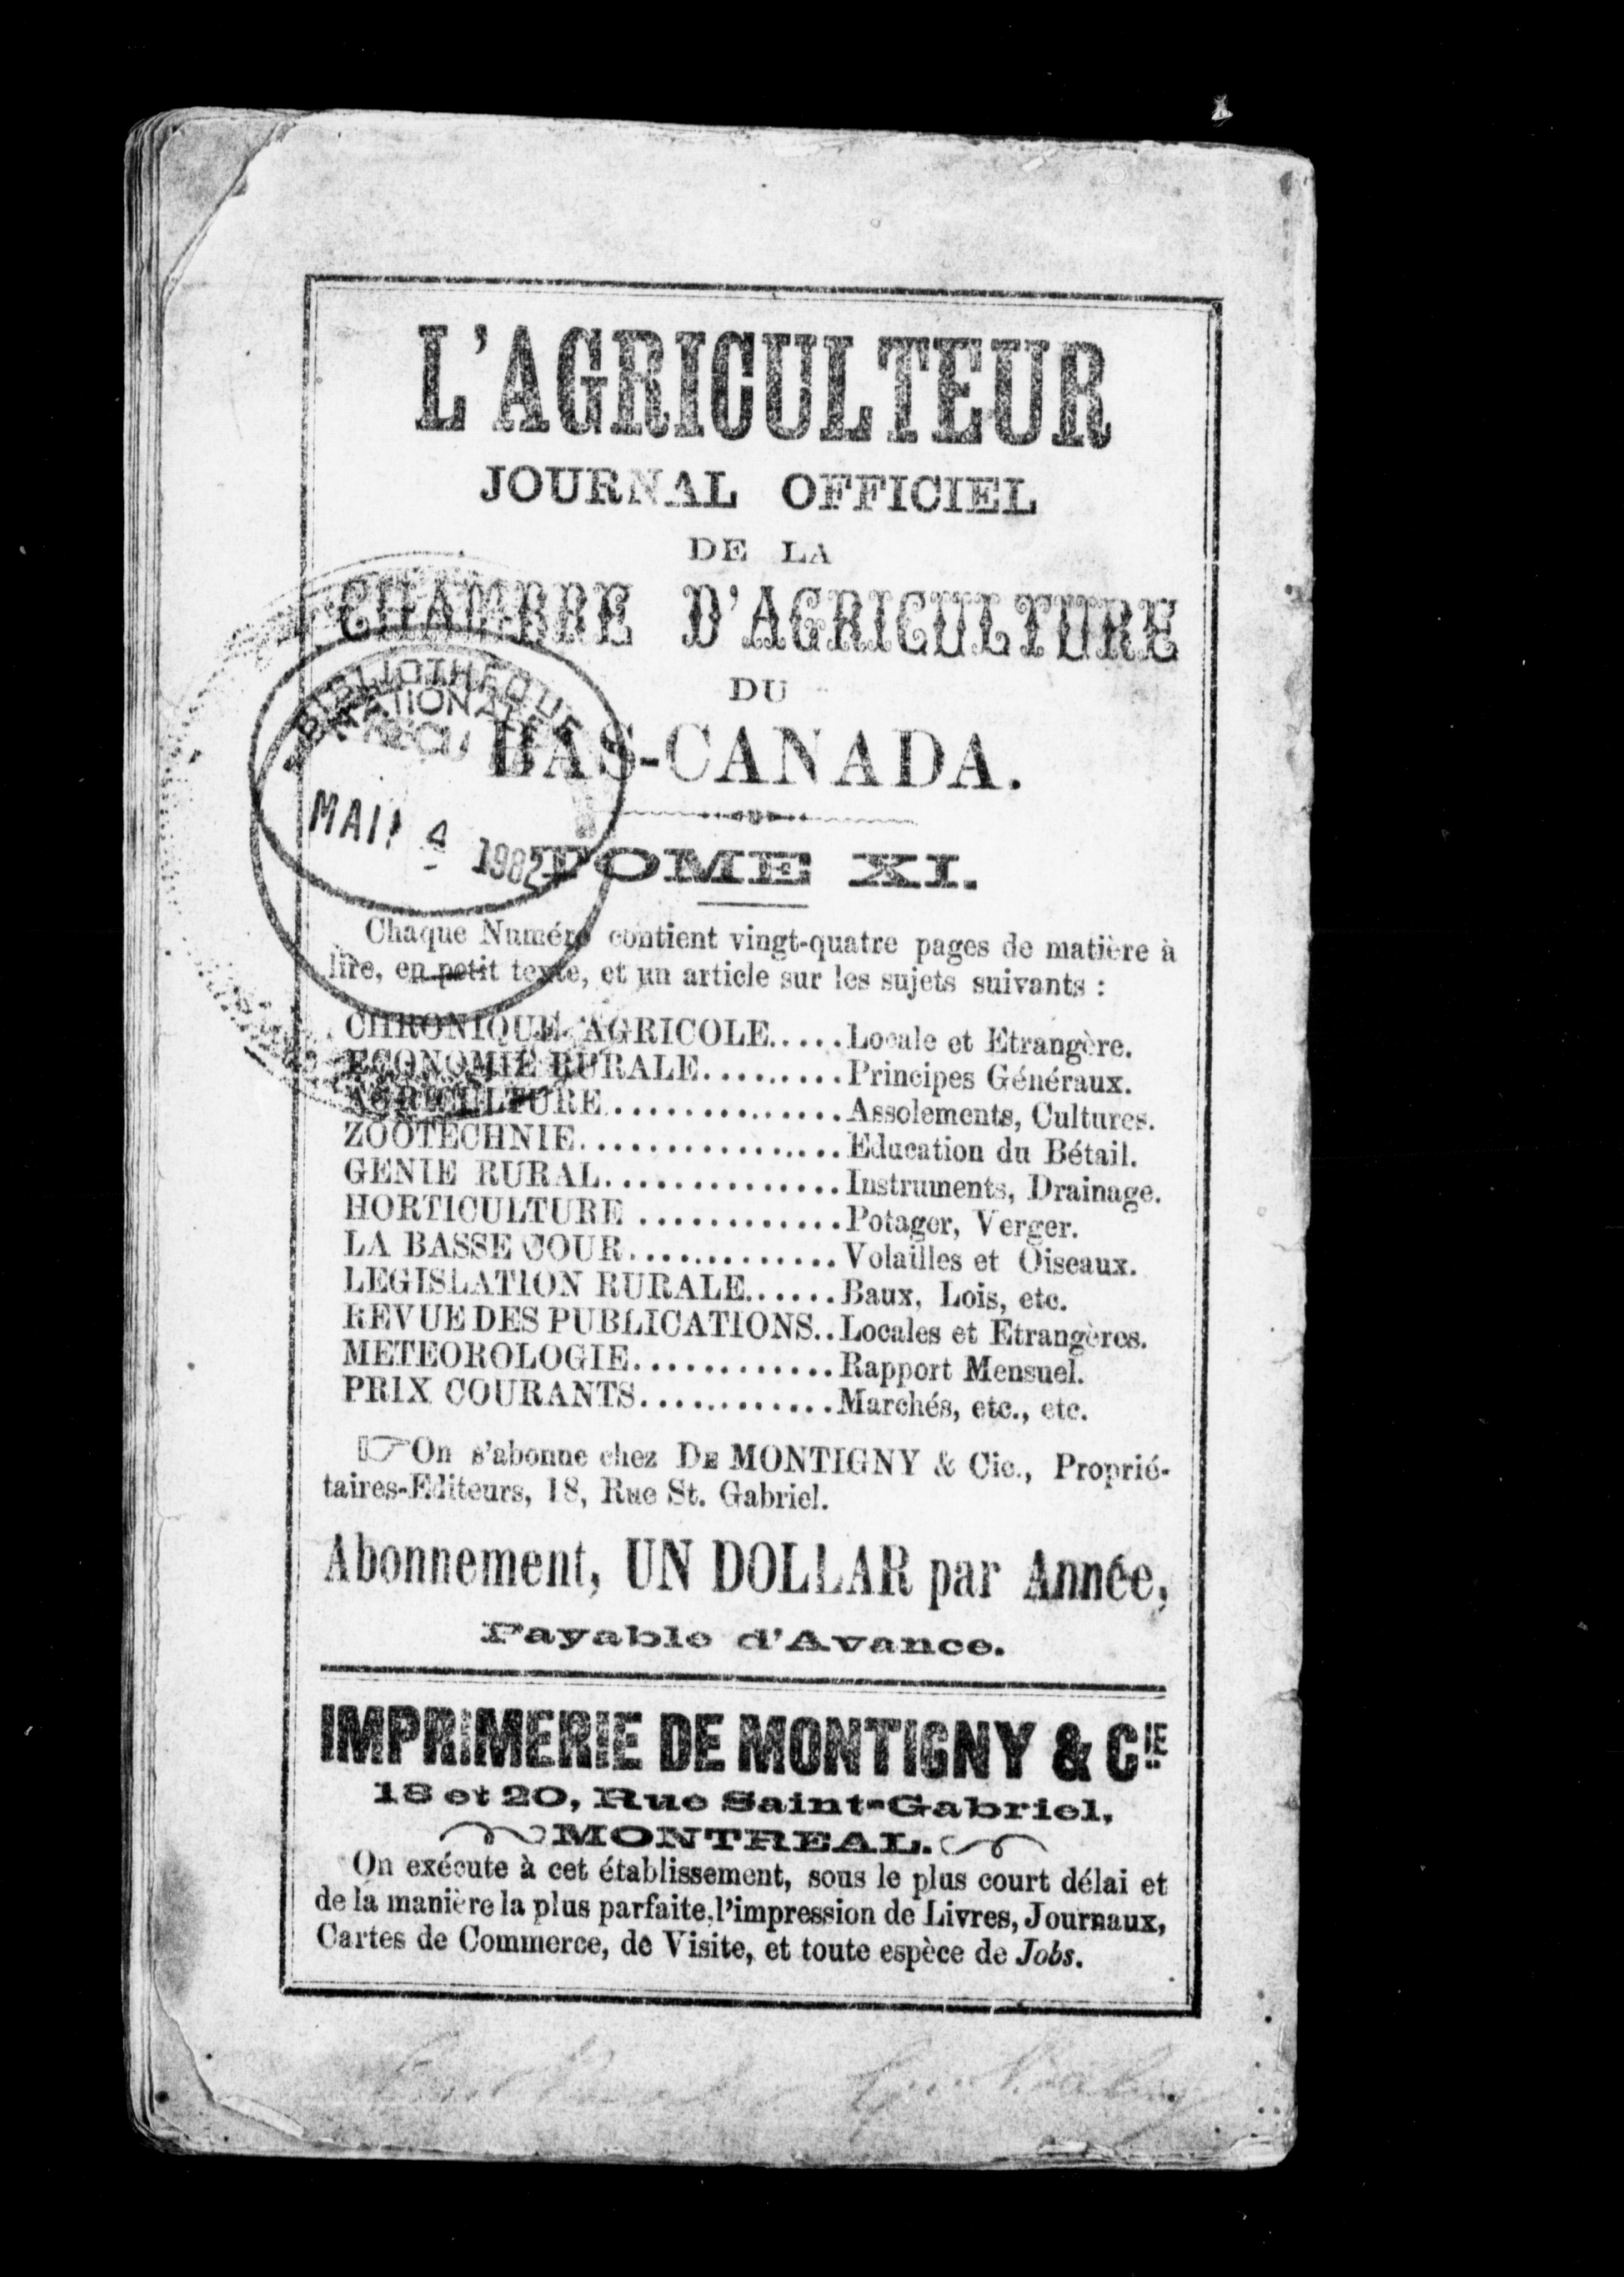 L'AGRICULTEUR
JOURNAL OFFICIEL
DE LA
CHAMBRE D'AGRICULTURE
DU
BAS-CANADA.
BIBLIOTHÈQUE
NATIONALE
REÇU
4 1982
TOME XI.
Chaque Numéro contient vingt-quatre pages de matière à
lire, en petit texte, et un article sur les sujets suivants :
CHRONIQUE AGRICOLE.....Locale et Etrangère.
ECONOMIE RURALE.........Principes Généraux.
AGRICULTURE..............Assolements, Cultures.
ZOOTECHNIE...............Education du Bétail.
GENIE RURAL..............Instruments, Drainage.
HORTICULTURE ............Potager, Verger.
LA BASSE COUR.............Volailles et Oiseaux.
LEGISLATION RURALE......Baux, Lois, etc.
REVUE DES PUBLICATIONS..Locales et Etrangères.
METEOROLOGIE............Rapport Mensuel.
PRIX COURANTS............Marchés, etc., etc.
☞On s'abonne chez DE MONTIGNY & Cie., Proprié-
taires-Editeurs, 18, Rue St. Gabriel.
Abonnement, UN DOLLAR par Année,
Payable d'Avance.
IMPRIMERIE DE MONTIGNY & CIE
18 et 20, Rue Saint-Gabriel,
MONTREAL.
On exécute à cet établissement, sous le plus court délai et
de la manière la plus parfaite, l'impression de Livres, Journaux,
Cartes de Commerce, de Visite, et toute espèce de Jobs.